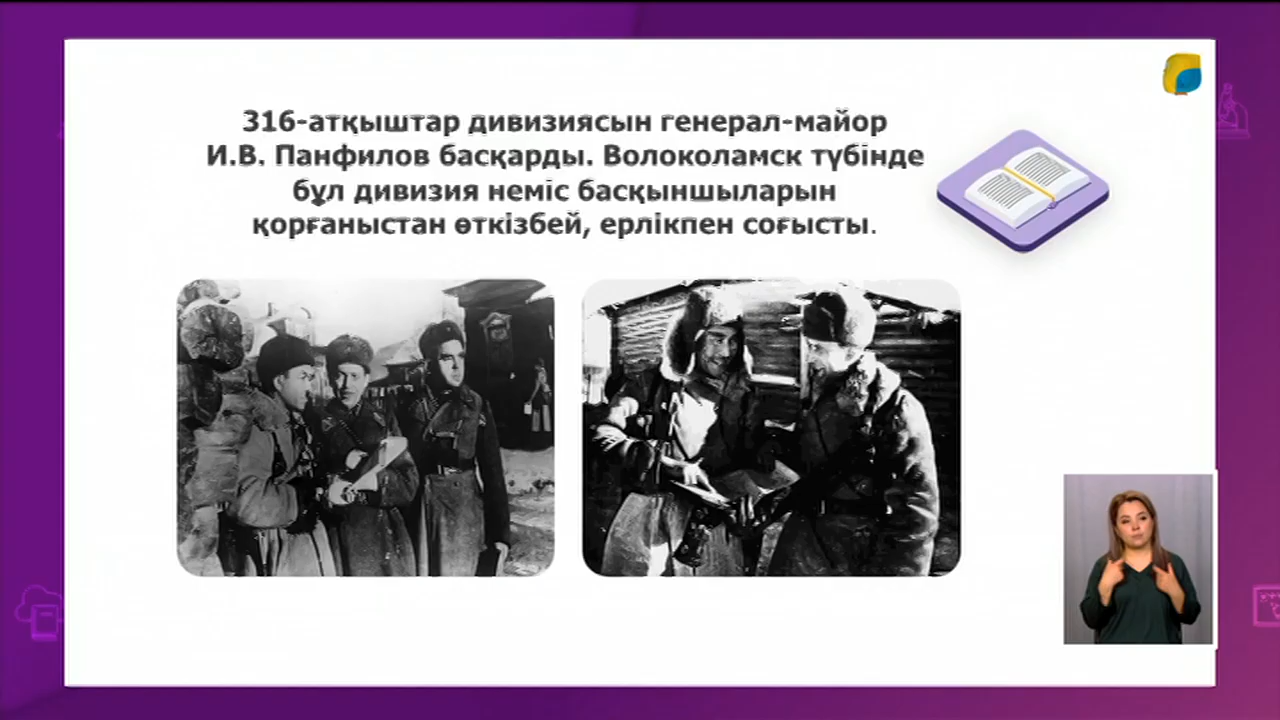 316-атқыштар дивизиясын генерал-майор
И.В. Панфилов басқарды. Волоколамск түбінде
бұл дивизия неміс басқыншыларын
қорғаныстан өткізбей, ерлікпен соғысты.